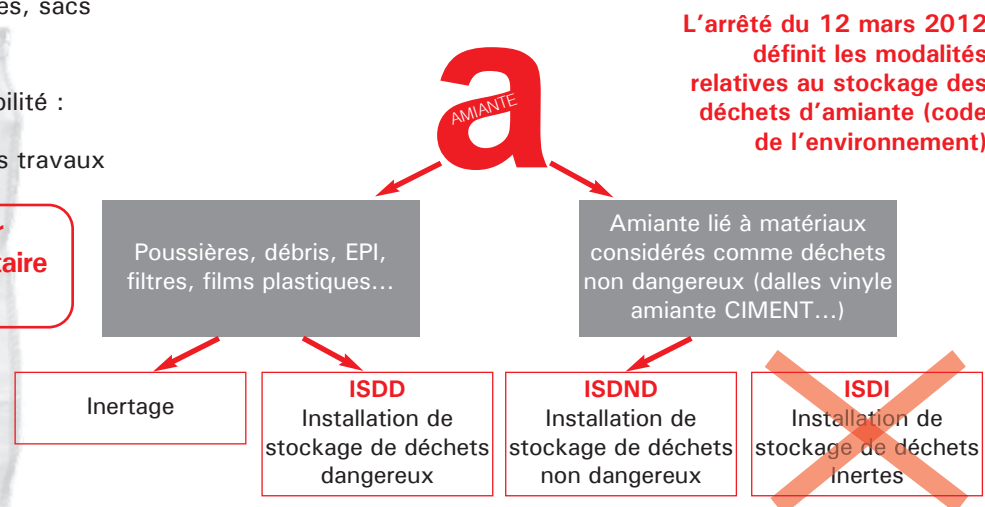 es, sacs
bilité :
s travaux
taire
L'arrêté du 12 mars 2012
définit les modalités
relatives au stockage des
déchets d'amiante (code
de l'environnement)
a
AMIANTE
Poussières, débris, EPI,
filtres, films plastiques...
Amiante lié à matériaux
considérés comme déchets
non dangereux (dalles vinyle
amiante CIMENT...)
Inertage
ISDD
Installation de
stockage de déchets
dangereux
ISDND
Installation de
stockage de déchets
non dangereux
ISDI
Installation de
stockage de déchets
Inertes